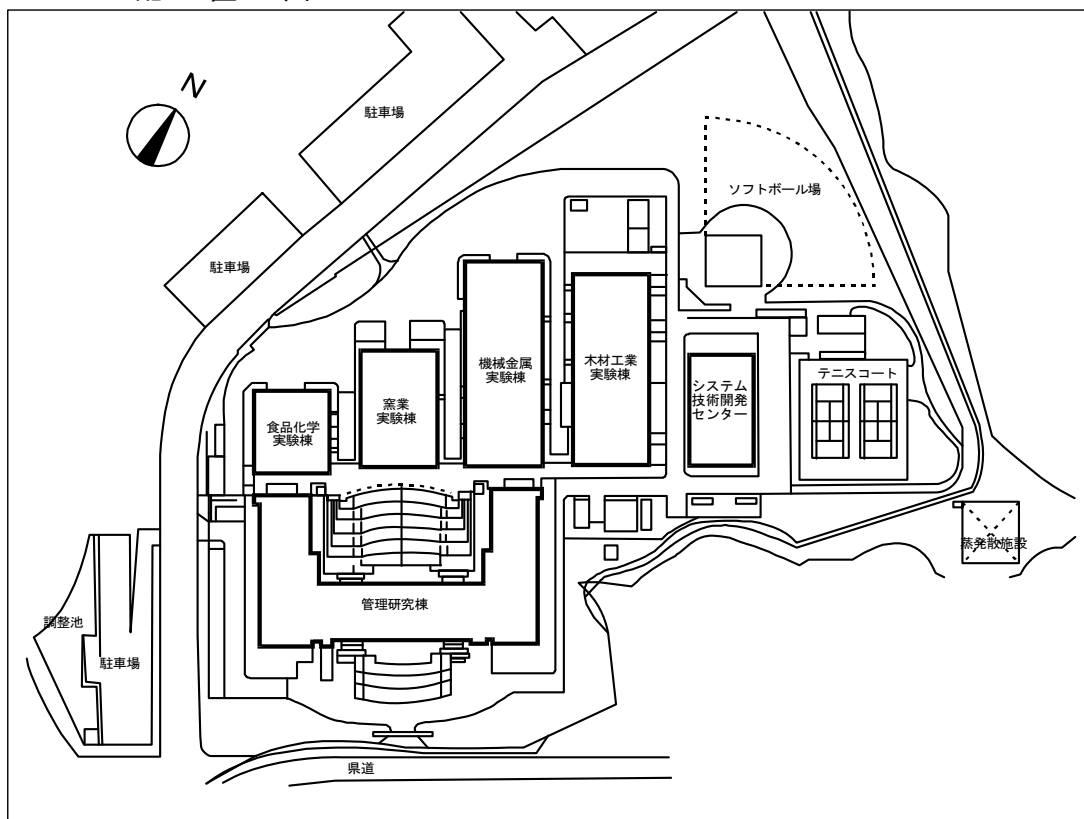 N
駐車場
ソフトボール場
駐車場
機械金属
実験棟
木材工業
実験棟
テニスコート
システム
技術開発
センター
窯業
実験棟
食品化学
実験棟
蒸発散施設
管理研究棟
調整池
駐車場
県道